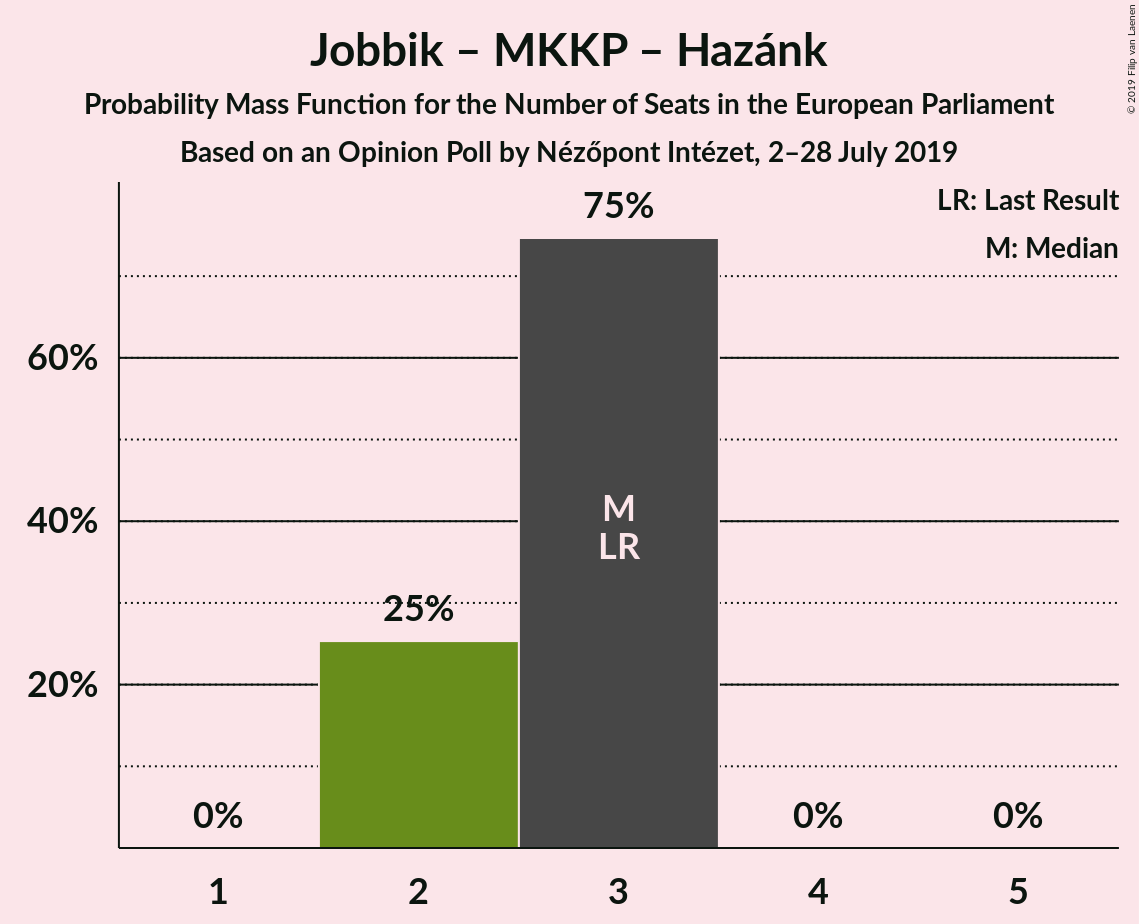 Jobbik – MKKP – Hazánk
Probability Mass Function for the Number of Seats in the European Parliament
Based on an Opinion Poll by Nézőpont Intézet, 2–28 July 2019
© 2019 Filip van Laenen
LR: Last Result
M: Median
75%
60%
40%
20%
M
LR
25%
0%
0%
0%
1
2
3
4
5